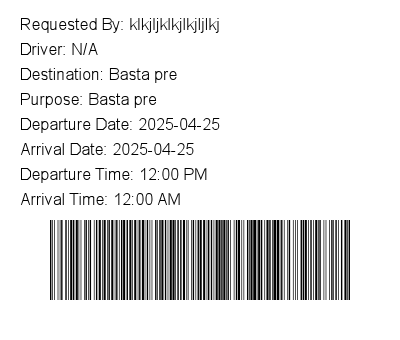 Requested By: klkjljklkjlkjljlkj
Driver: N/A
Destination: Basta pre
Purpose: Basta pre
Departure Date: 2025-04-25
Arrival Date: 2025-04-25
Departure Time: 12:00 PM
Arrival Time: 12:00 AM